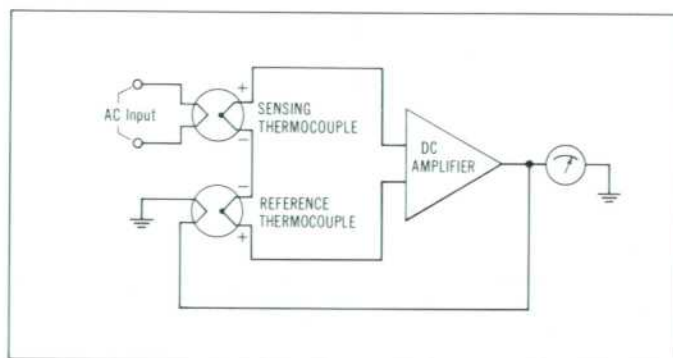 +
AC Input
SENSING
THERMOCOUPLE
−
DC
AMPLIFIER
−
REFERENCE
THERMOCOUPLE
+